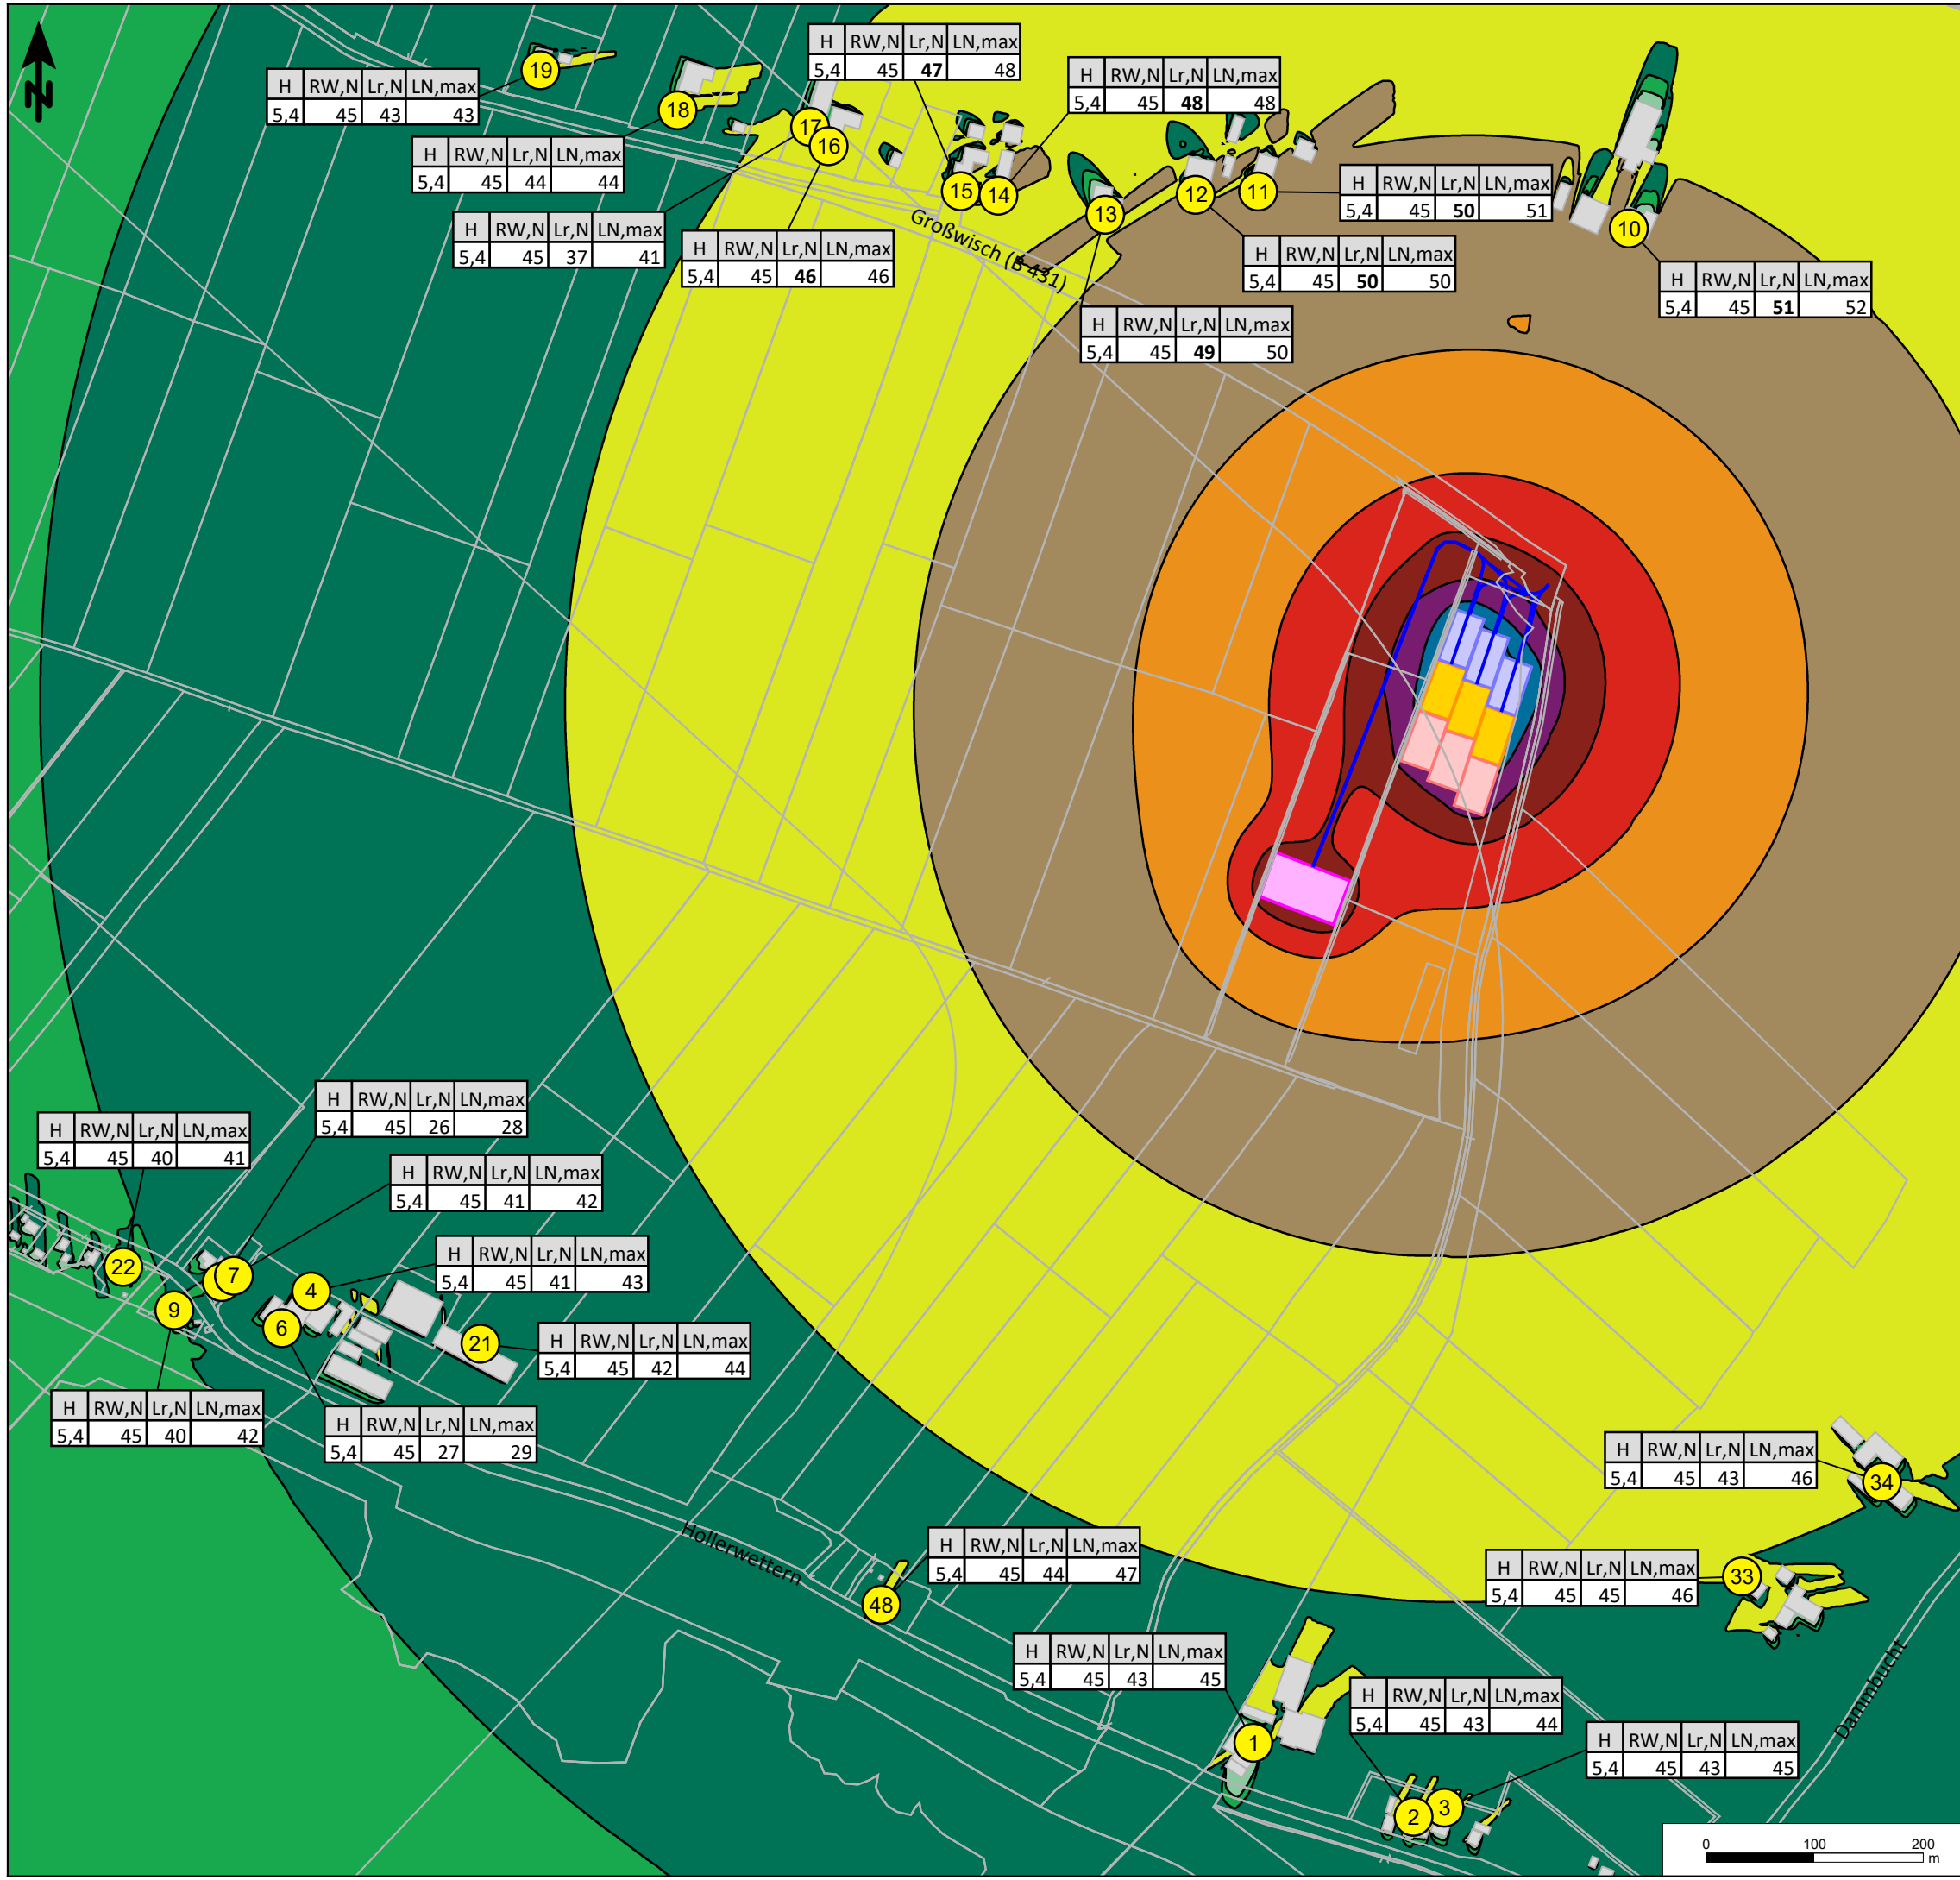 N
H RW,N Lr,N LN,max
5,4 45 47 48
H RW,N Lr,N LN,max
5,4 45 48 48
19
H RW,N Lr,N LN,max
5,4 45 43 43
18
17
16
H RW,N Lr,N LN,max
5,4 45 44 44
15
14
13
12
11
H RW,N Lr,N LN,max
5,4 45 50 51
10
H RW,N Lr,N LN,max
5,4 45 37 41
H RW,N Lr,N LN,max
5,4 45 46 46
Großwisch (B 431)
H RW,N Lr,N LN,max
5,4 45 50 50
H RW,N Lr,N LN,max
5,4 45 51 52
H RW,N Lr,N LN,max
5,4 45 49 50
H RW,N Lr,N LN,max
5,4 45 26 28
H RW,N Lr,N LN,max
5,4 45 40 41
H RW,N Lr,N LN,max
5,4 45 41 42
22
7
H RW,N Lr,N LN,max
5,4 45 41 43
4
9
6
21
H RW,N Lr,N LN,max
5,4 45 42 44
H RW,N Lr,N LN,max
5,4 45 40 42
H RW,N Lr,N LN,max
5,4 45 27 29
H RW,N Lr,N LN,max
5,4 45 43 46
34
Hollerwettern
H RW,N Lr,N LN,max
5,4 45 44 47
48
H RW,N Lr,N LN,max
5,4 45 45 46
33
H RW,N Lr,N LN,max
5,4 45 43 45
Dammbucht
1
H RW,N Lr,N LN,max
5,4 45 43 44
H RW,N Lr,N LN,max
5,4 45 43 45
2
3
0 100 200
m